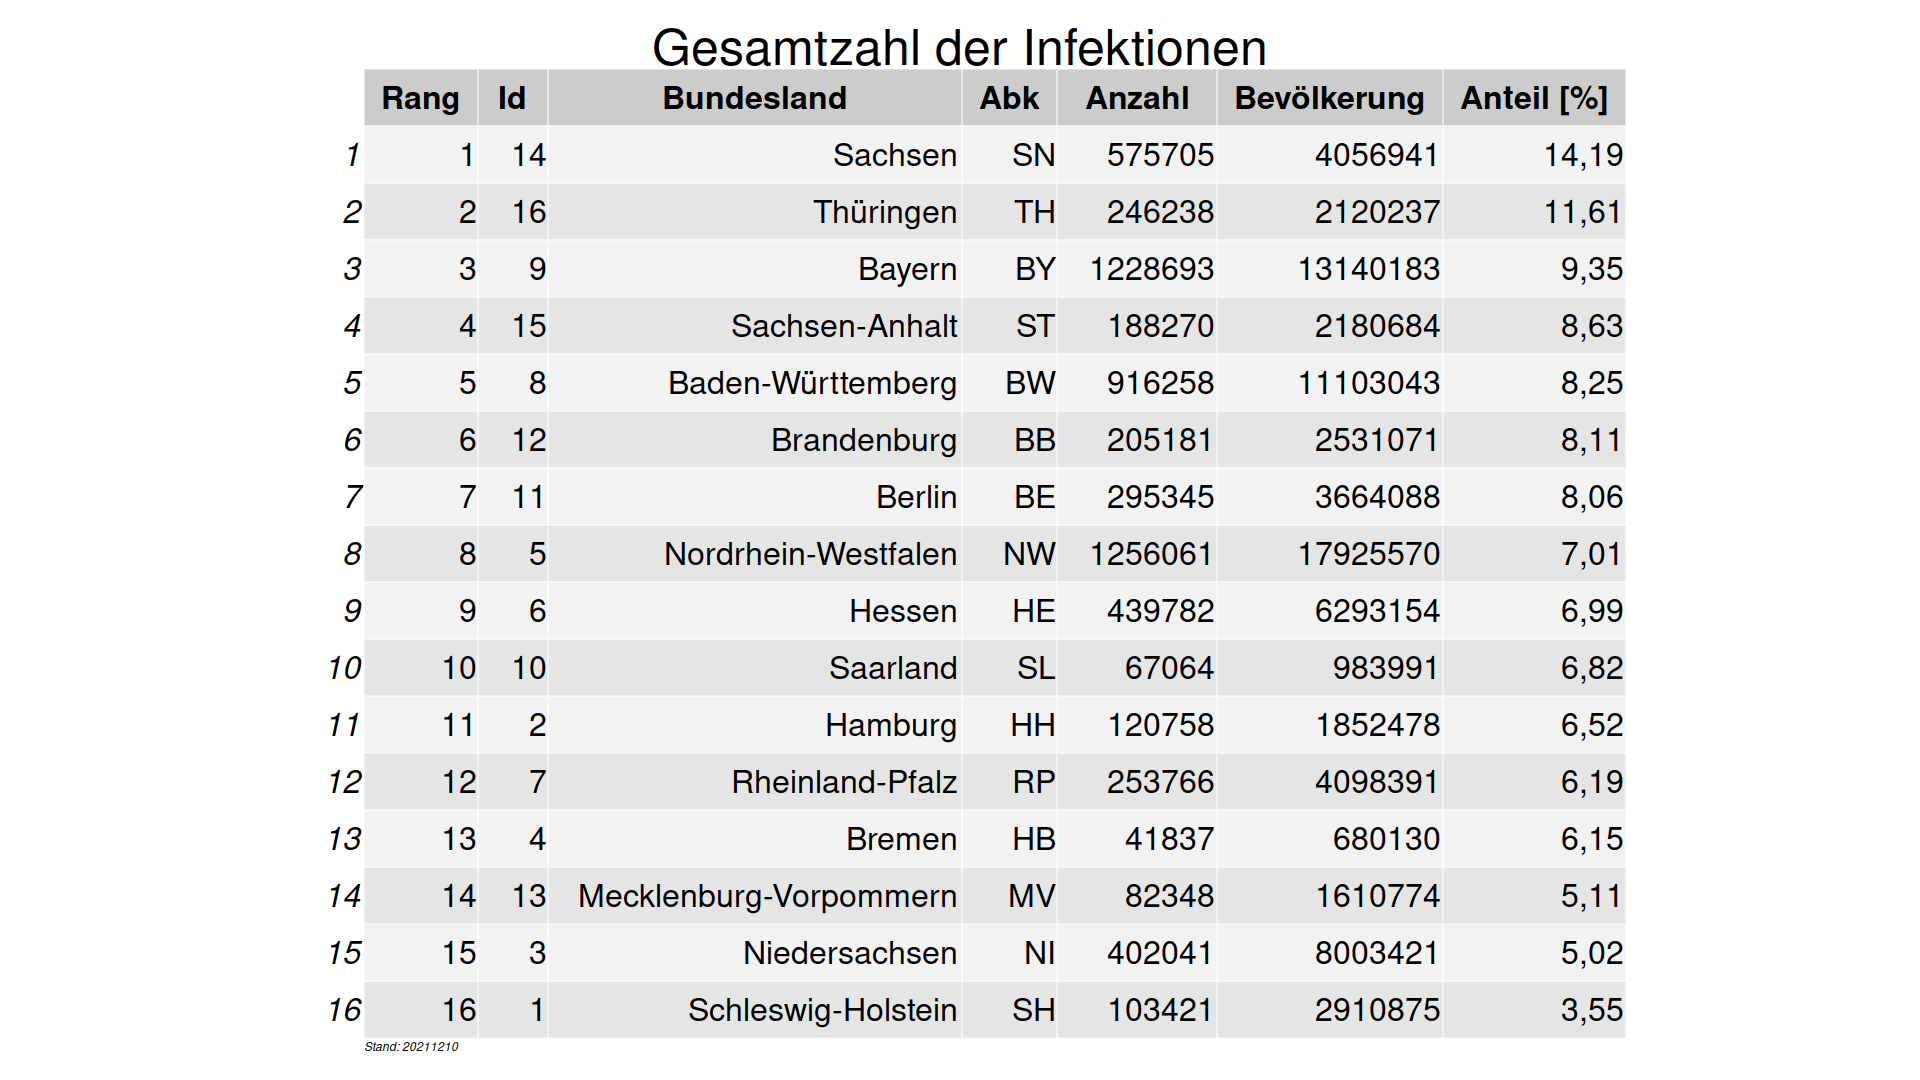 Gesamtzahl der Infektionen
Rang Id Bundesland Abk Anzahl Bevölkerung Anteil [%]
1 1 14 Sachsen SN 575705 4056941 14,19
2 2 16 Thüringen TH 246238 2120237 11,61
3 3 9 Bayern BY 1228693 13140183 9,35
4 4 15 Sachsen-Anhalt ST 188270 2180684 8,63
5 5 8 Baden-Württemberg BW 916258 11103043 8,25
6 6 12 Brandenburg BB 205181 2531071 8,11
7 7 11 Berlin BE 295345 3664088 8,06
8 8 5 Nordrhein-Westfalen NW 1256061 17925570 7,01
9 9 6 Hessen HE 439782 6293154 6,99
10 10 10 Saarland SL 67064 983991 6,82
11 11 2 Hamburg HH 120758 1852478 6,52
12 12 7 Rheinland-Pfalz RP 253766 4098391 6,19
13 13 4 Bremen HB 41837 680130 6,15
14 14 13 Mecklenburg-Vorpommern MV 82348 1610774 5,11
15 15 3 Niedersachsen NI 402041 8003421 5,02
16 16 1 Schleswig-Holstein SH 103421 2910875 3,55
Stand: 20211210